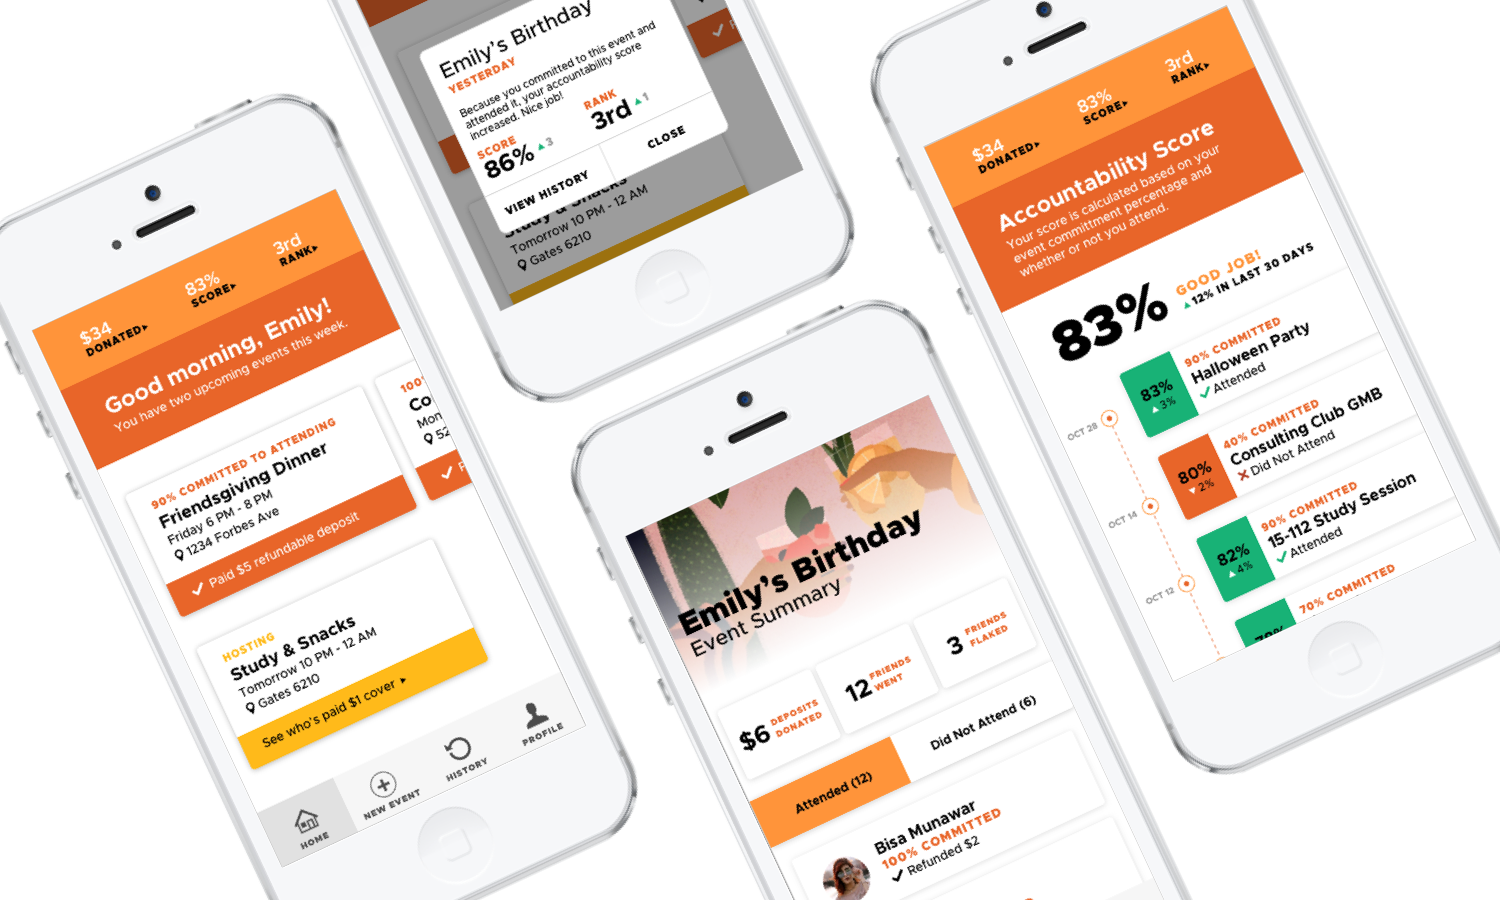 $34
DONATED▸
83%
SCORE▸
3rd
RANK▸
Good morning, Emily!
You have two upcoming events this week.
90% COMMITTED TO ATTENDING
Friendsgiving Dinner
Friday 6 PM - 8 PM
1234 Forbes Ave
Paid $5 refundable deposit
100%
Co
Mon
52
HOSTING
Study & Snacks
Tomorrow 10 PM - 12 AM
Gates 6210
See who's paid $1 cover ▸
HOME
NEW EVENT
HISTORY
PROFILE
Emily's Birthday
YESTERDAY
Because you committed to this event and
attended it, your accountability score
increased. Nice job!
SCORE
86% ▲3
RANK
3rd ▲1
VIEW HISTORY
CLOSE
Study & Snacks
Tomorrow 10 PM - 12 AM
Gates 6210
Emily's Birthday
Event Summary
$6 DEPOSITS
DONATED
12 FRIENDS
WENT
3 FRIENDS
FLAKED
Attended (12)
Did Not Attend (6)
Bisa Munawar
100% COMMITTED
Refunded $2
$34
DONATED▸
83%
SCORE▸
3rd
RANK▸
Accountability Score
Your score is calculated based on your
event committment percentage and
whether or not you attend.
83%
GOOD JOB!
▲12% IN LAST 30 DAYS
OCT 28
83%
▲3%
90% COMMITTED
Halloween Party
Attended
OCT 14
80%
▼2%
40% COMMITTED
Consulting Club GMB
Did Not Attend
OCT 12
82%
▲4%
90% COMMITTED
15-112 Study Session
Attended
70% COMMITTED